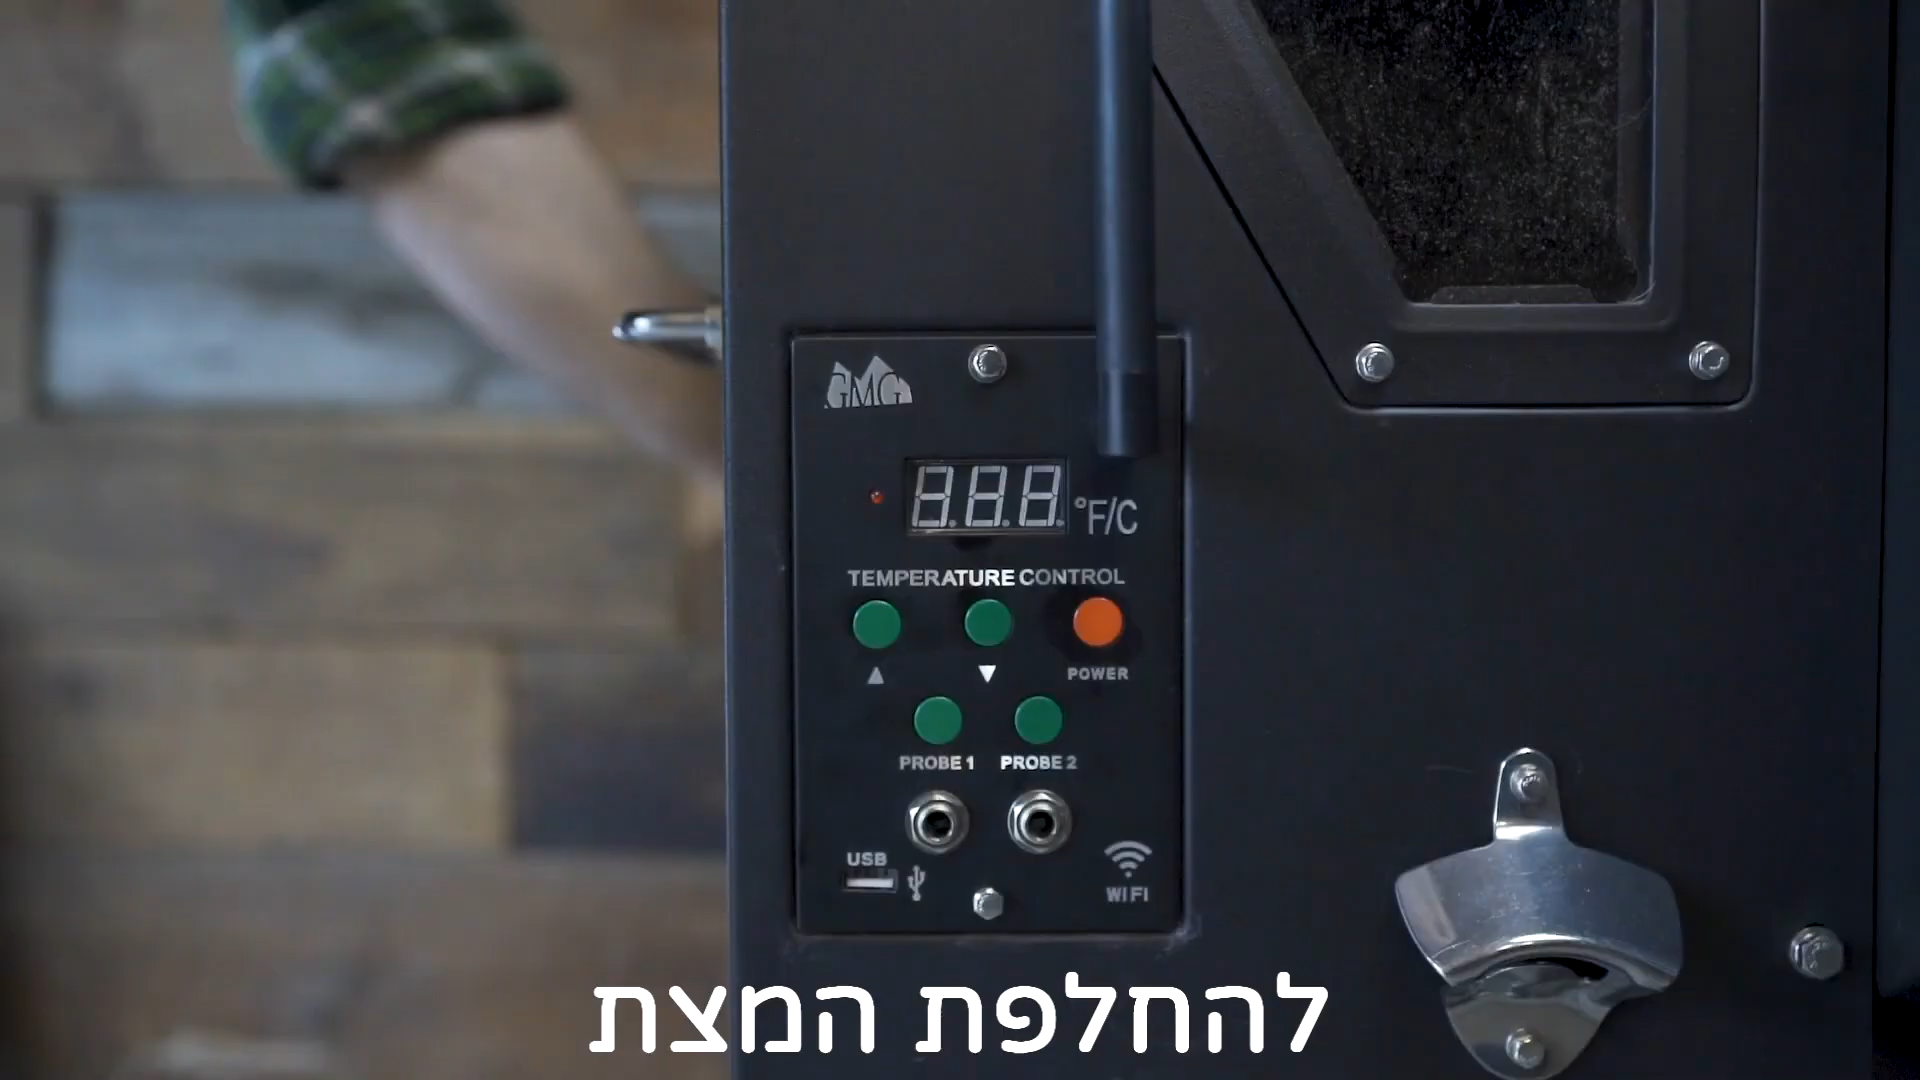 GMG
8.8.8.
°F/C
TEMPERATURE CONTROL
▲ ▼ POWER
PROBE 1 PROBE 2
USB
WIFI
להחלפת המצת